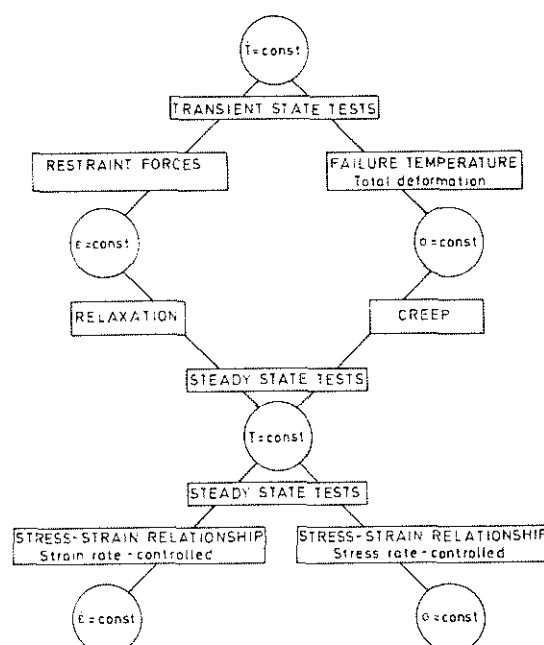 Ṫ=const
TRANSIENT STATE TESTS
RESTRAINT FORCES
FAILURE TEMPERATURE
Total deformation
ε=const
σ=const
RELAXATION
CREEP
STEADY STATE TESTS
T=const
STEADY STATE TESTS
STRESS-STRAIN RELATIONSHIP
Strain rate-controlled
STRESS-STRAIN RELATIONSHIP
Stress rate-controlled
ε̇=const
σ̇=const